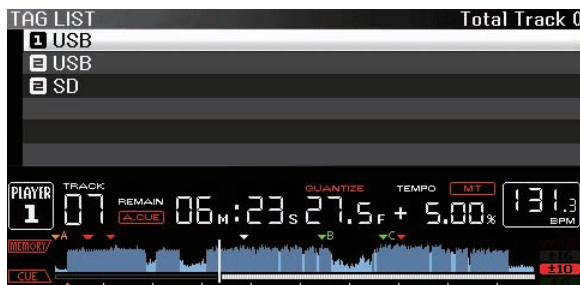 TAG LIST Total Track 0
1 USB
2 USB
2 SD
PLAYER 1
TRACK 07
REMAIN A.CUE
06M:23S27.5F
QUANTIZE
TEMPO MT
+ 5.00%
131.3 BPM
MEMORY A B C
CUE
±16
±10